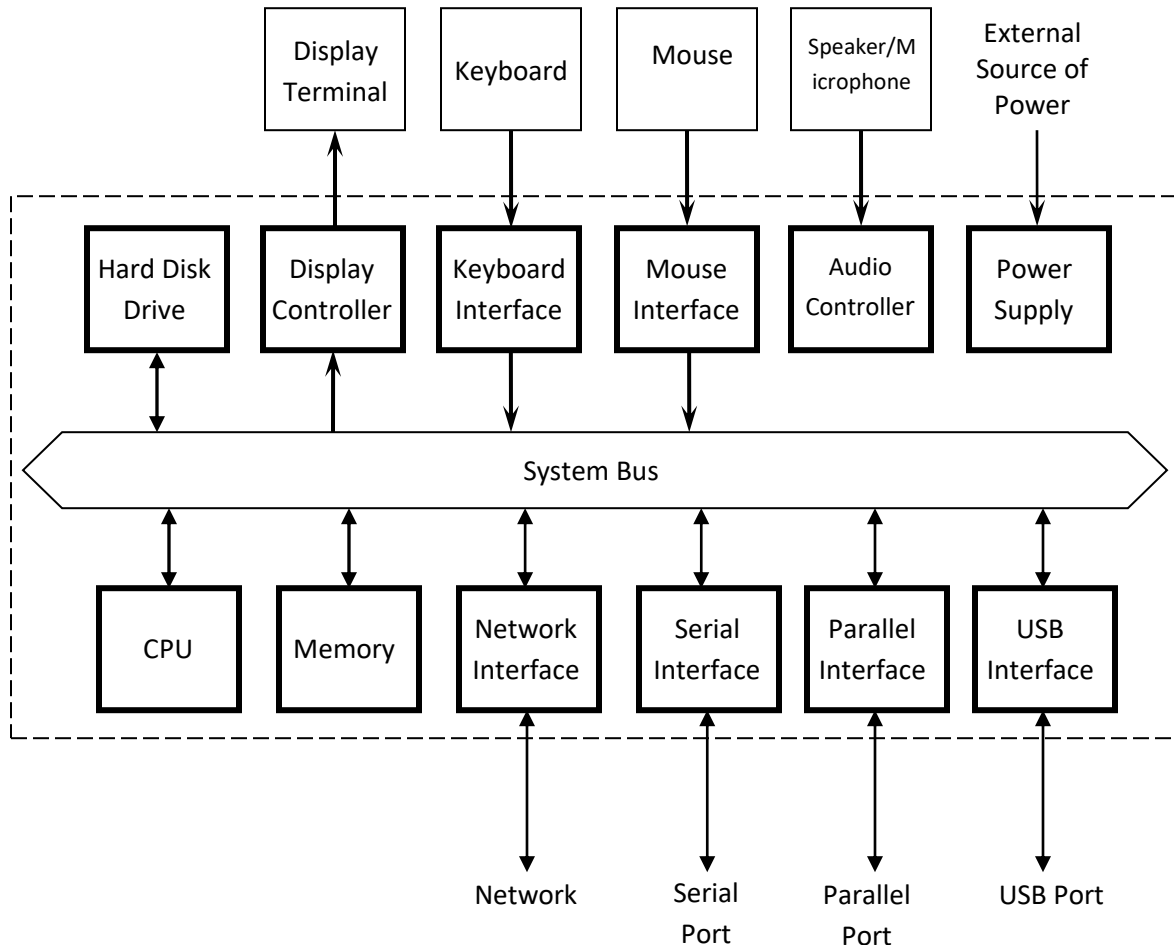 Display
Terminal
Keyboard
Mouse
Speaker/M
icrophone
External
Source of
Power
Hard Disk
Drive
Display
Controller
Keyboard
Interface
Mouse
Interface
Audio
Controller
Power
Supply
System Bus
CPU
Memory
Network
Interface
Serial
Interface
Parallel
Interface
USB
Interface
Network
Serial
Port
Parallel
Port
USB Port